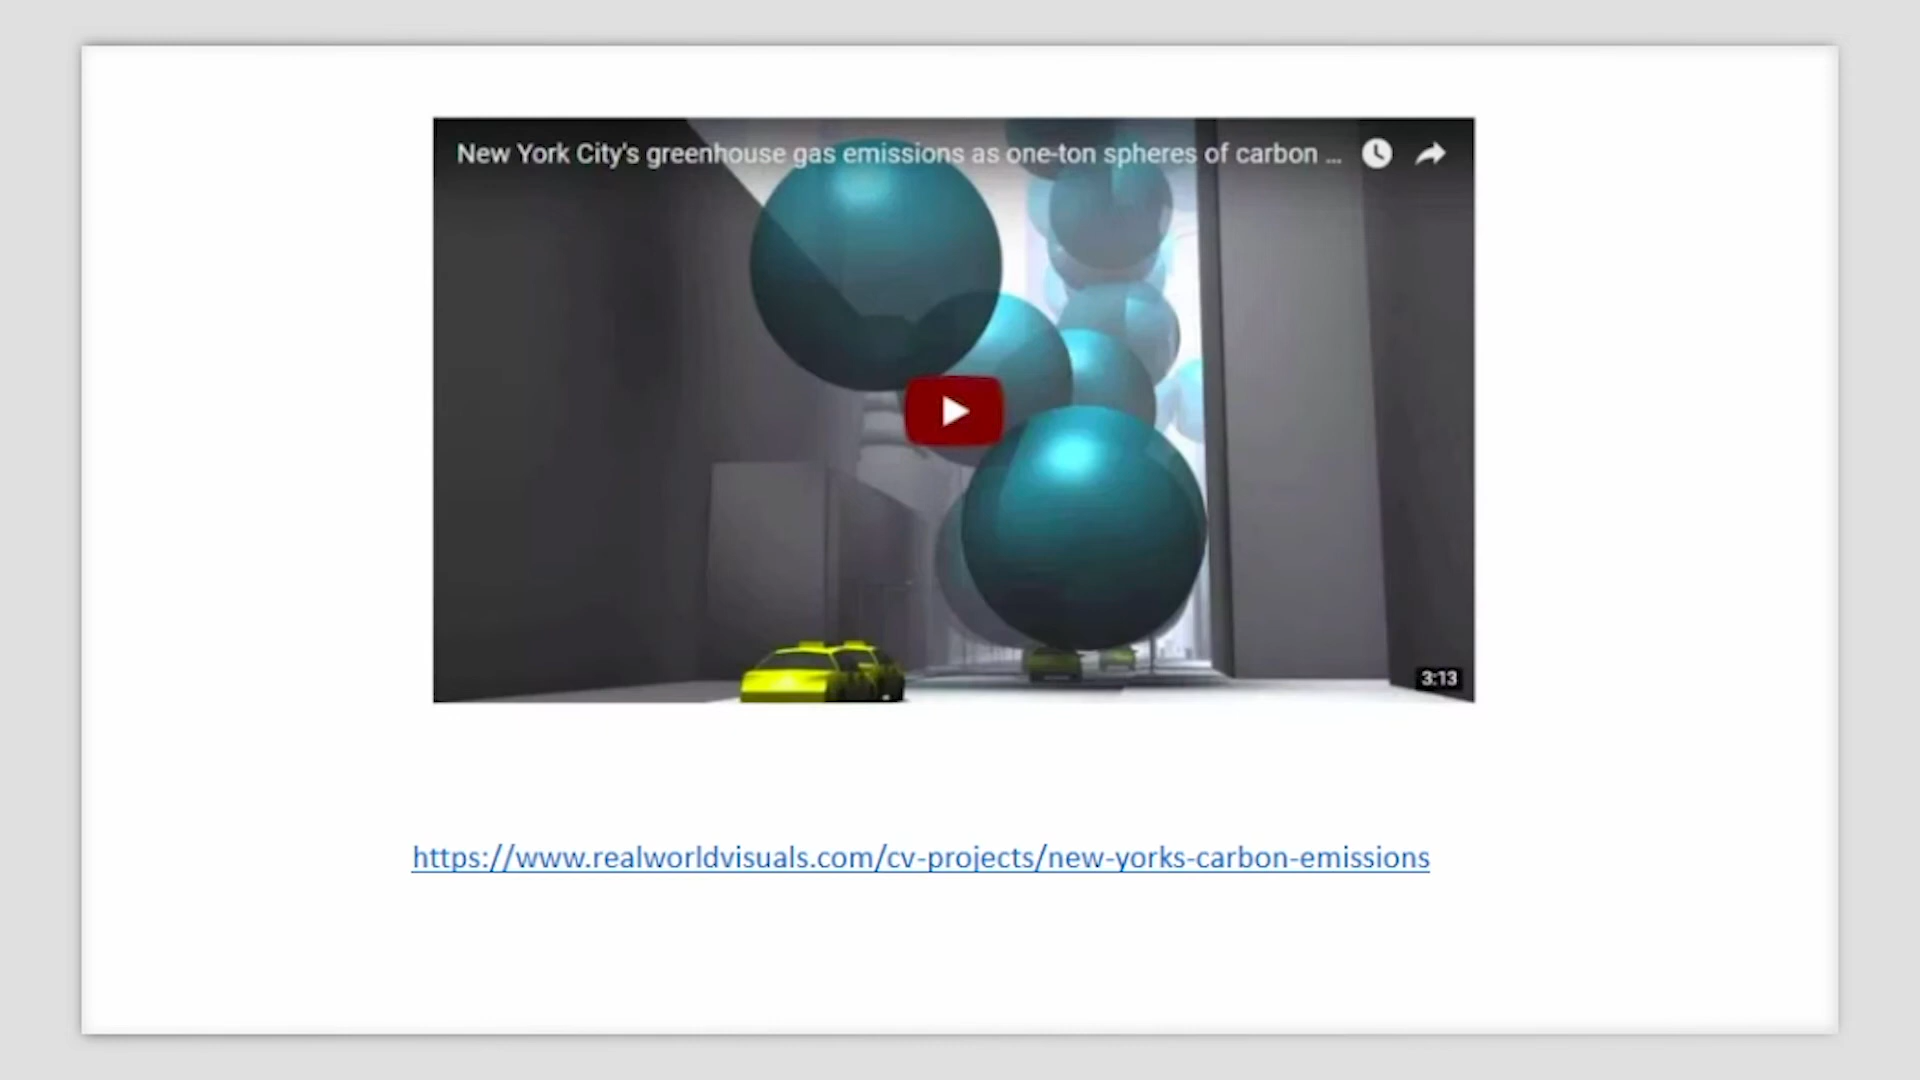 New York City's greenhouse gas emissions as one-ton spheres of carbon ...
3:13
https://www.realworldvisuals.com/cv-projects/new-yorks-carbon-emissions